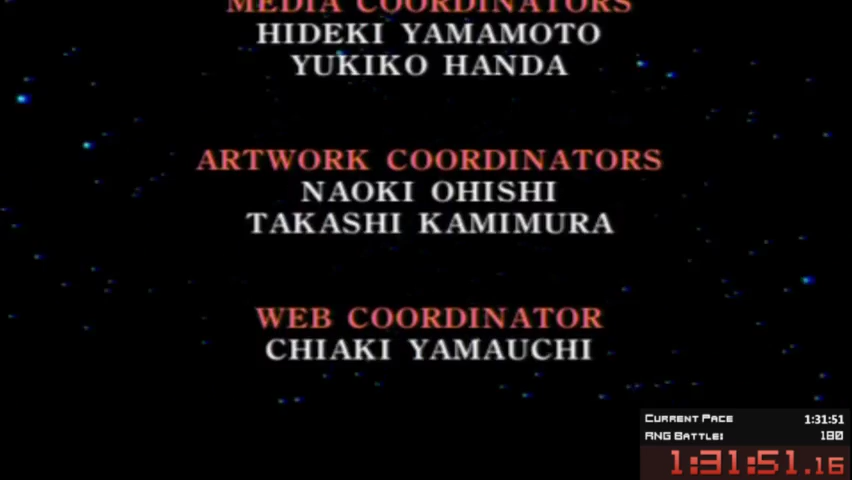 MEDIA COORDINATORS
HIDEKI YAMAMOTO
YUKIKO HANDA
ARTWORK COORDINATORS
NAOKI OHISHI
TAKASHI KAMIMURA
WEB COORDINATOR
CHIAKI YAMAUCHI
Current Pace 1:31:51
RNG Battle: 180
1:31:51.16